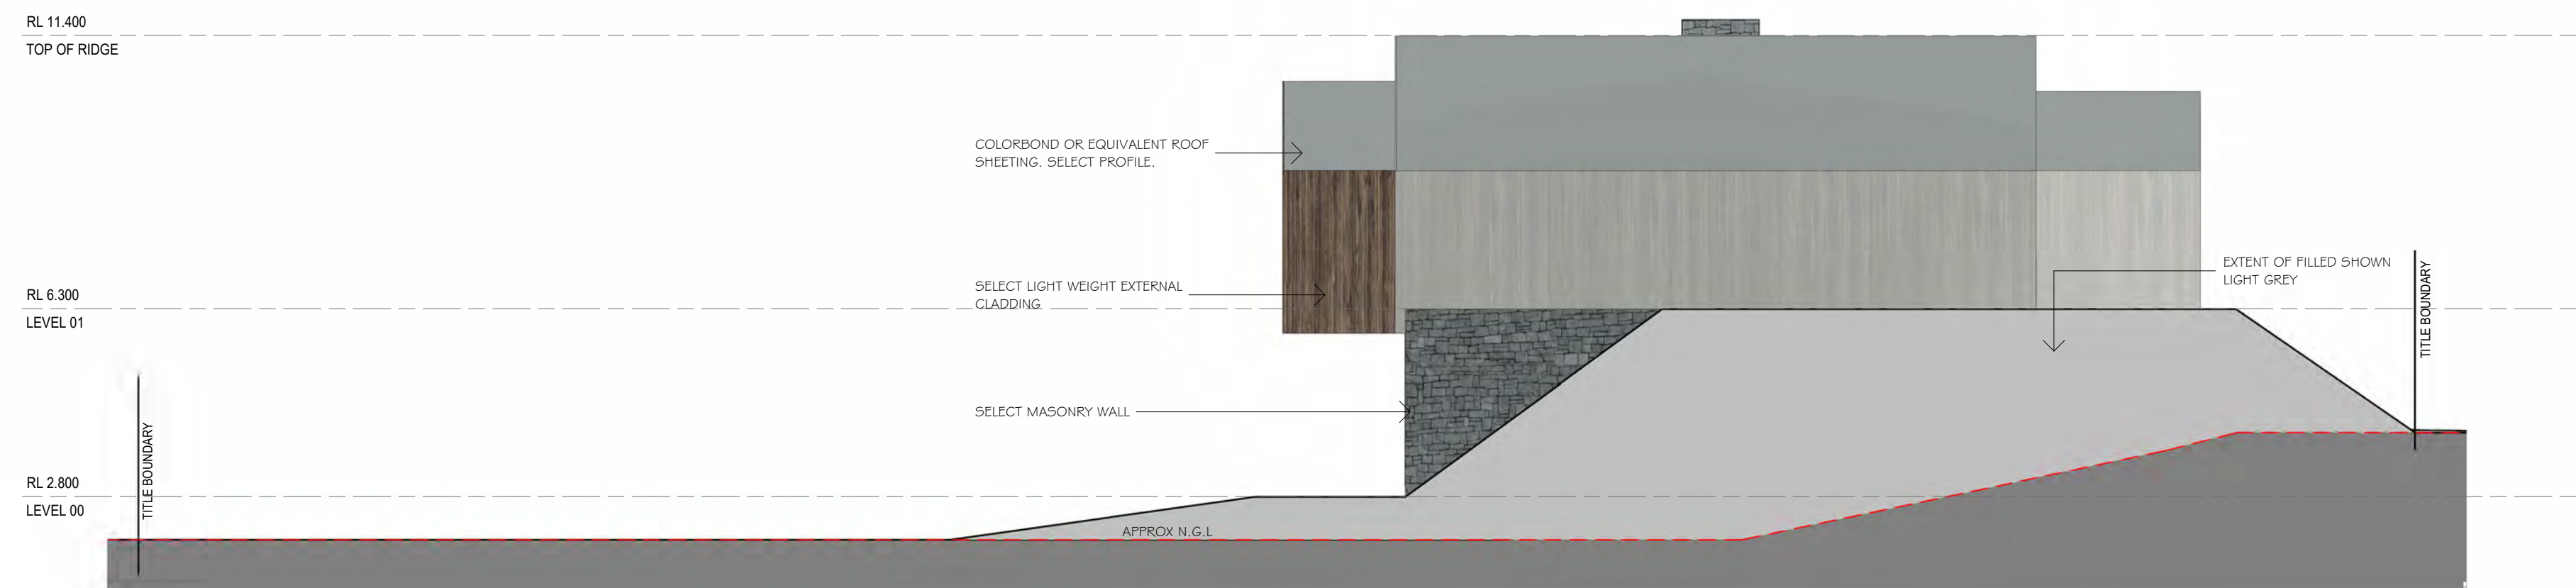 RL 11.400
TOP OF RIDGE
COLORBOND OR EQUIVALENT ROOF
SHEETING. SELECT PROFILE.
EXTENT OF FILLED SHOWN
LIGHT GREY
SELECT LIGHT WEIGHT EXTERNAL
CLADDING
RL 6.300
LEVEL 01
TITLE BOUNDARY
SELECT MASONRY WALL
TITLE BOUNDARY
RL 2.800
LEVEL 00
APPROX N.G.L